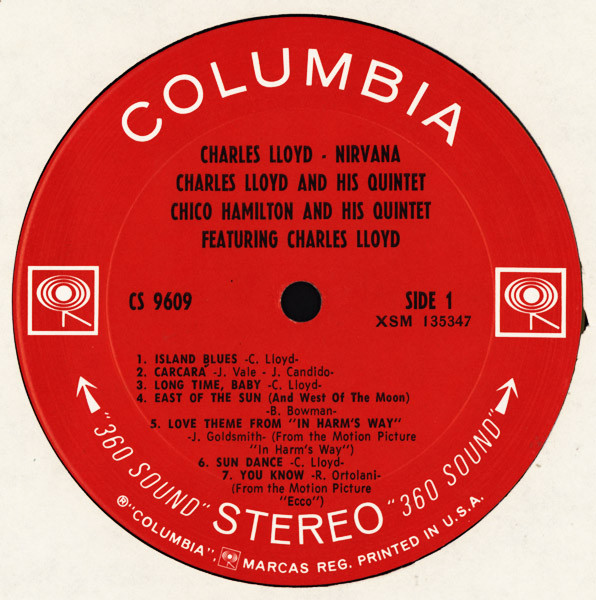 COLUMBIA
CHARLES LLOYD - NIRVANA
CHARLES LLOYD AND HIS QUINTET
CHICO HAMILTON AND HIS QUINTET
FEATURING CHARLES LLOYD
CS 9609
SIDE 1
XSM 135347
1. ISLAND BLUES -C. Lloyd-
2. CARCARÁ -J. Vale - J. Candido-
3. LONG TIME, BABY -C. Lloyd-
4. EAST OF THE SUN (And West Of The Moon)
-B. Bowman-
5. LOVE THEME FROM "IN HARM'S WAY"
-J. Goldsmith- (From the Motion Picture
"In Harm's Way")
6. SUN DANCE -C. Lloyd-
7. YOU KNOW -R. Ortolani-
(From the Motion Picture
"Ecco")
"360 SOUND" STEREO "360 SOUND"
®"COLUMBIA", MARCAS REG. PRINTED IN U.S.A.